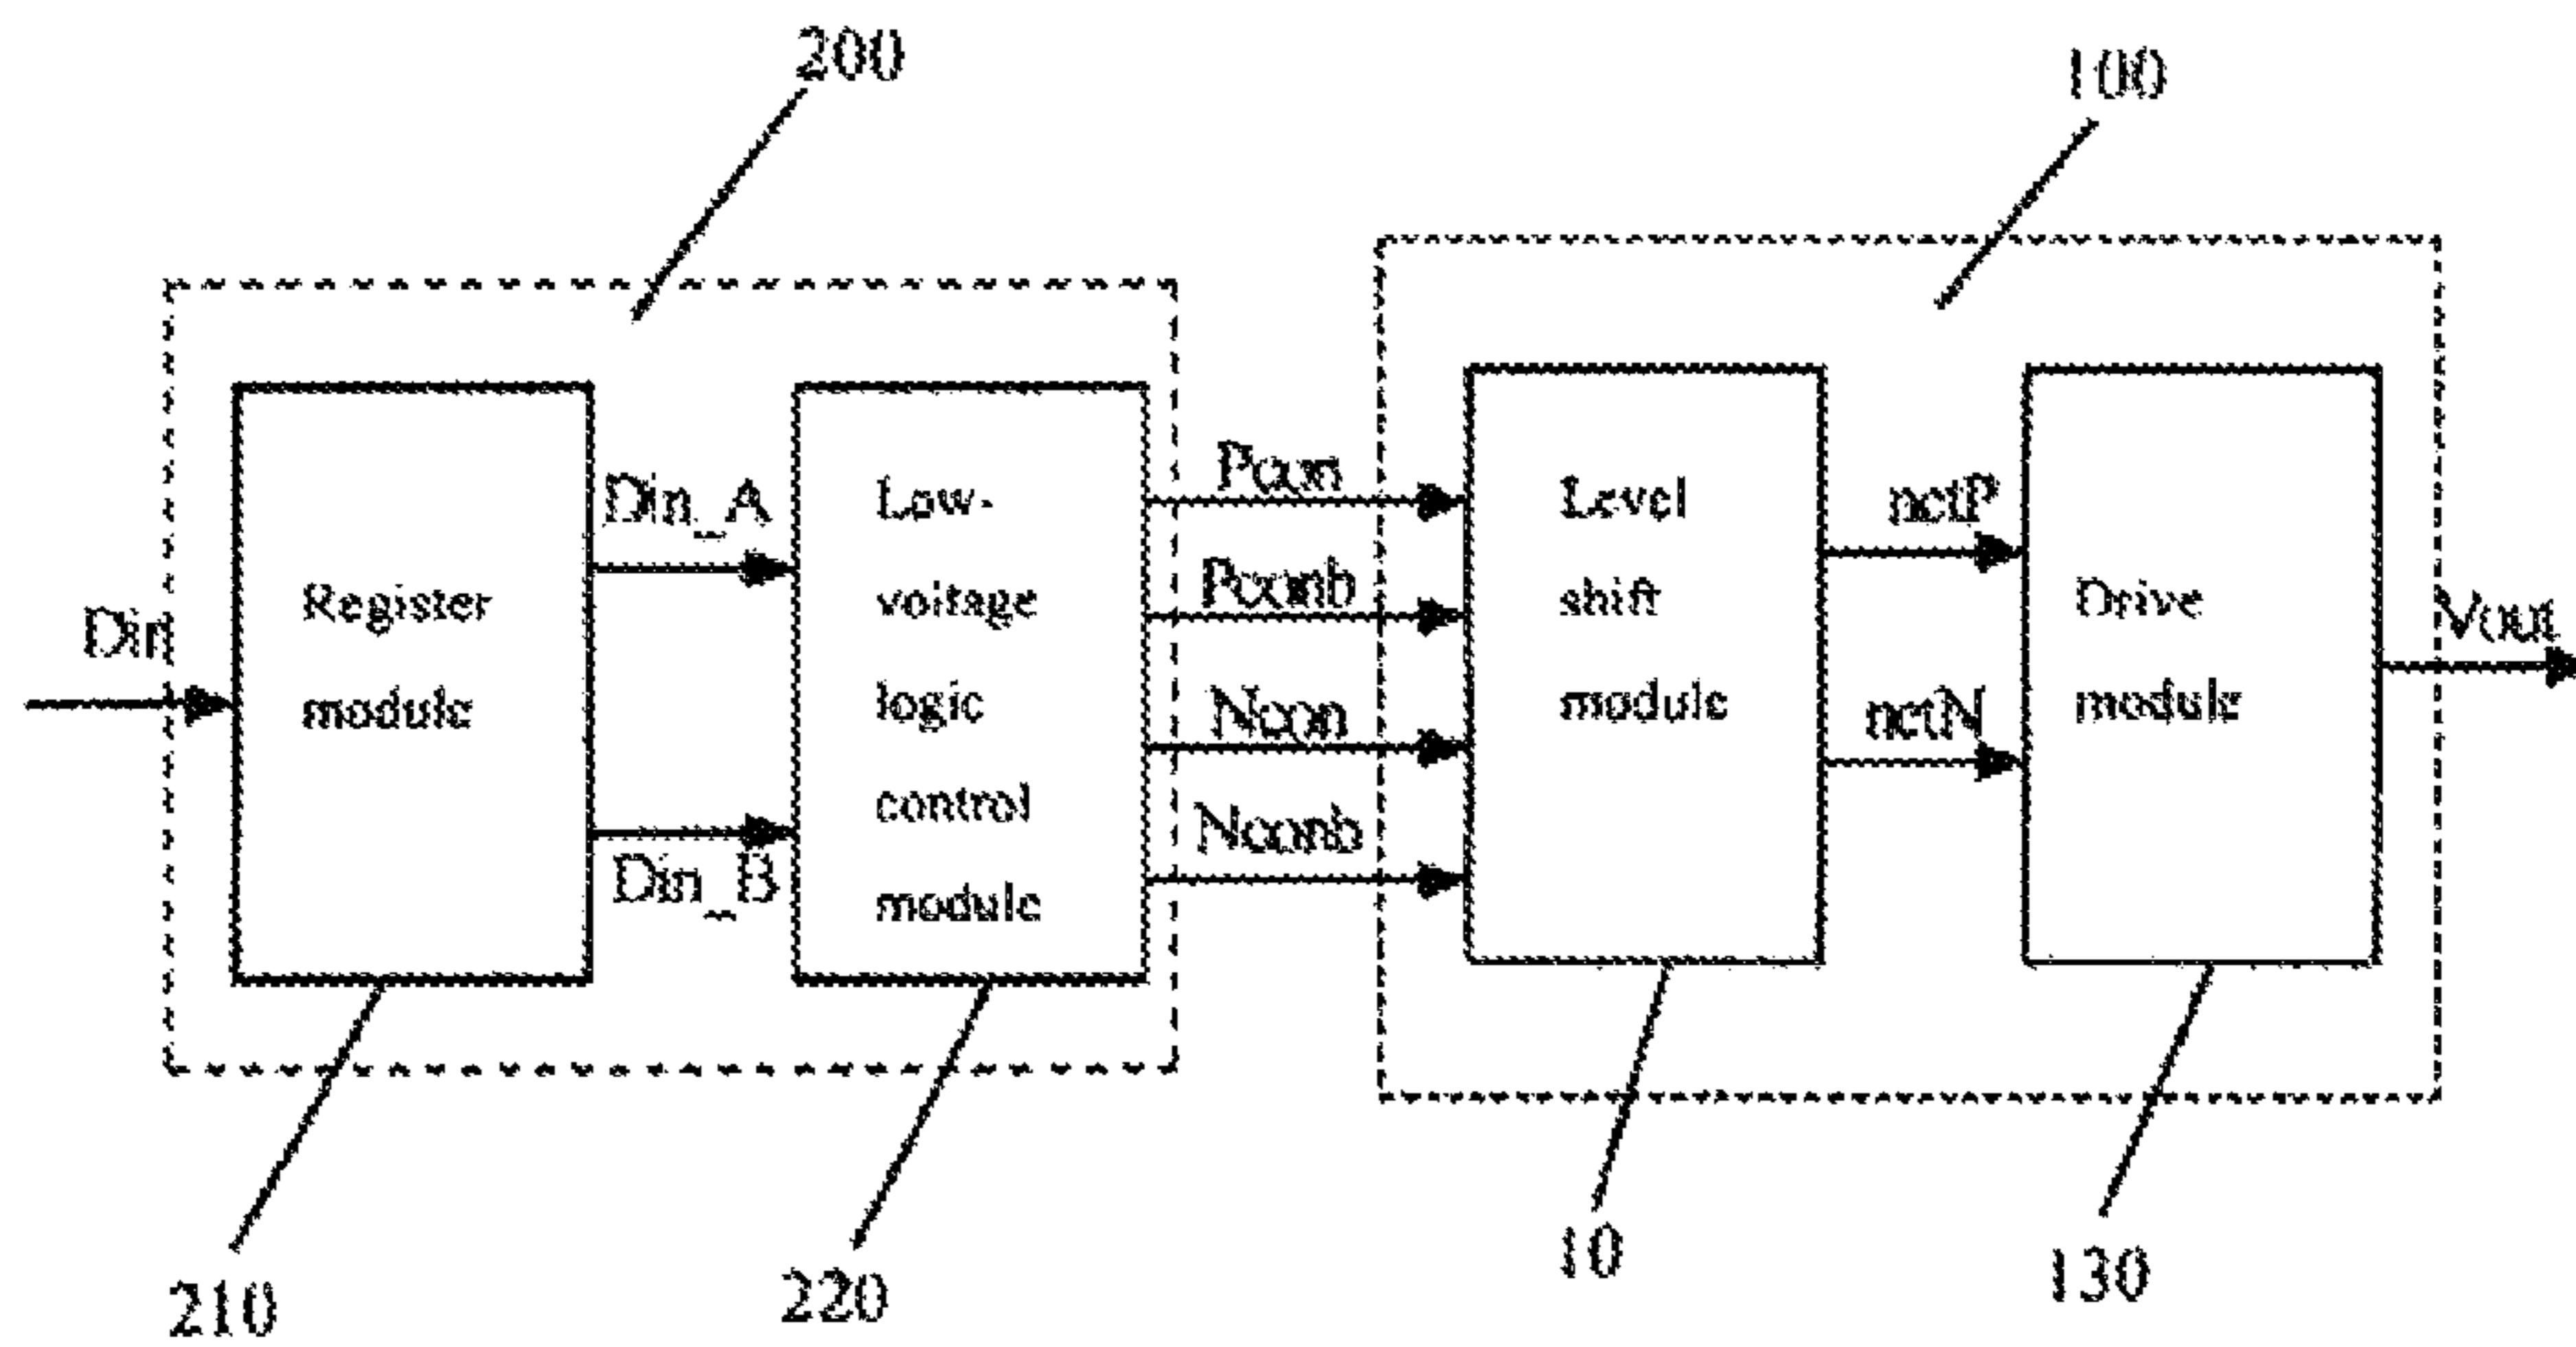 200
100
Din
Register
module
Din_A
Din_B
Low-
voltage
logic
control
module
Pcon
Pconb
Ncon
Nconb
Level
shift
module
netP
netN
Drive
module
Vout
210
220
10
130